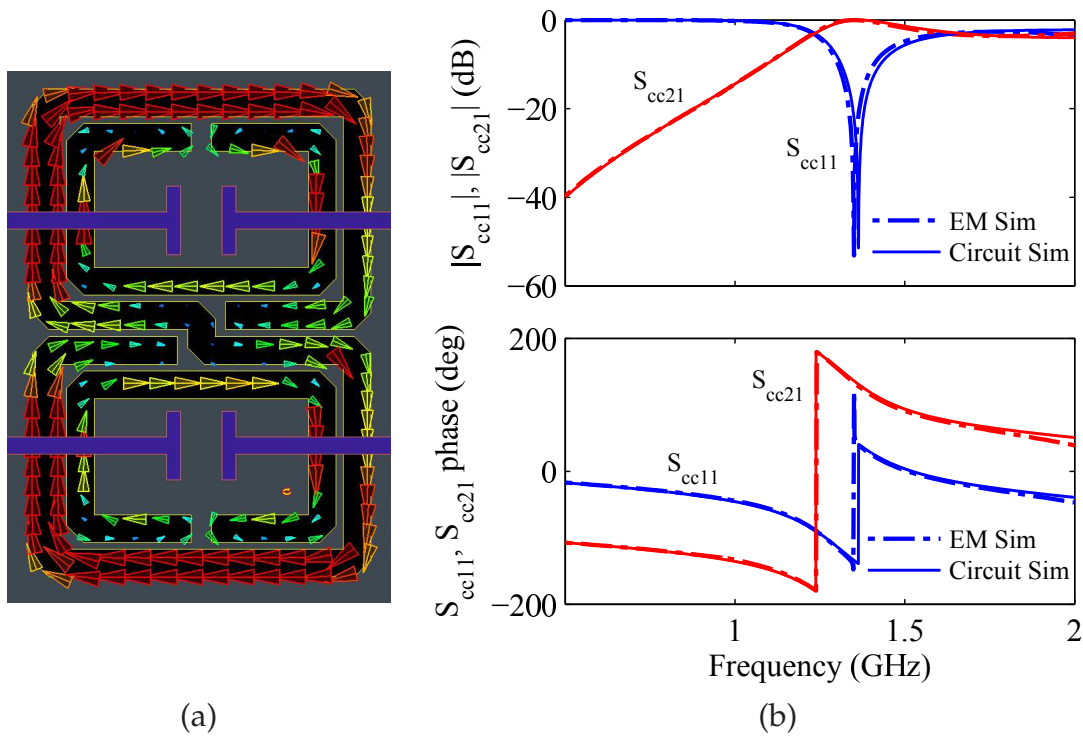 (a)
|S_cc11|, |S_cc21| (dB)
0
−20
−40
−60
S_cc21
S_cc11
EM Sim
Circuit Sim
S_cc11, S_cc21 phase (deg)
200
0
−200
S_cc21
S_cc11
EM Sim
Circuit Sim
1
1.5
2
Frequency (GHz)
(b)